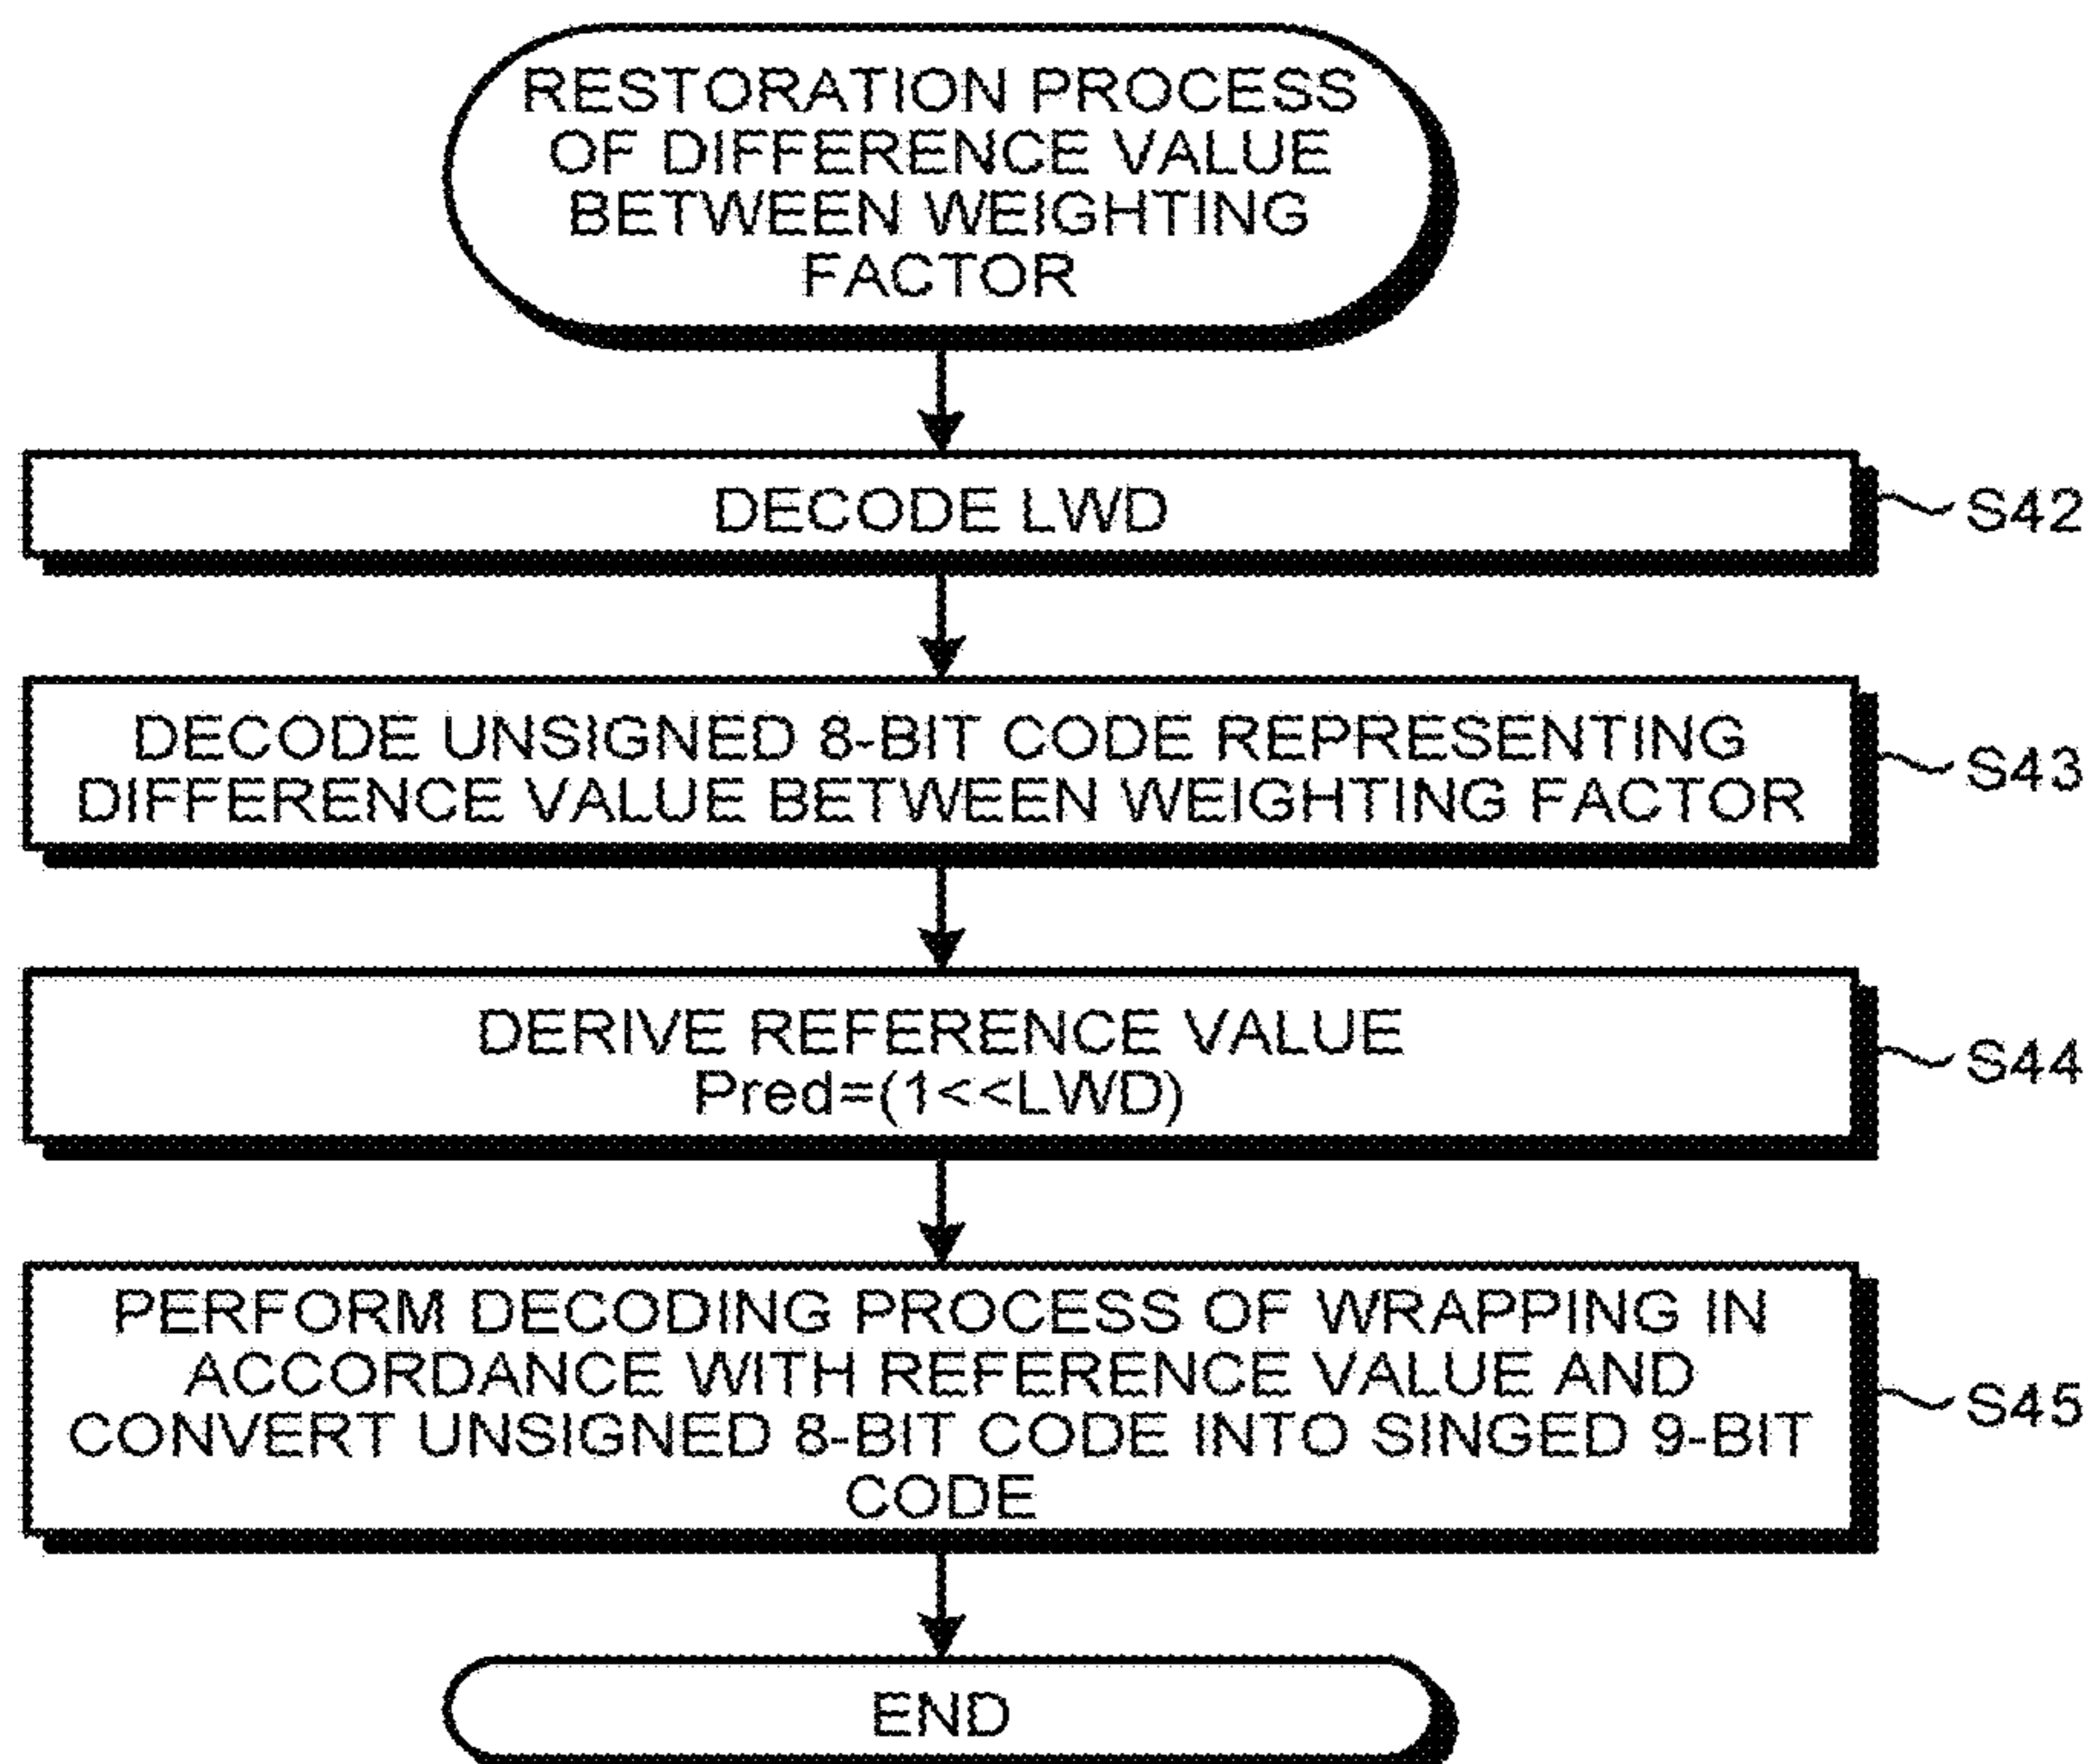 RESTORATION PROCESS
OF DIFFERENCE VALUE
BETWEEN WEIGHTING
FACTOR
DECODE LWD
S42
DECODE UNSIGNED 8-BIT CODE REPRESENTING
DIFFERENCE VALUE BETWEEN WEIGHTING FACTOR
S43
DERIVE REFERENCE VALUE
Pred=(1<<LWD)
S44
PERFORM DECODING PROCESS OF WRAPPING IN
ACCORDANCE WITH REFERENCE VALUE AND
CONVERT UNSIGNED 8-BIT CODE INTO SINGED 9-BIT
CODE
S45
END